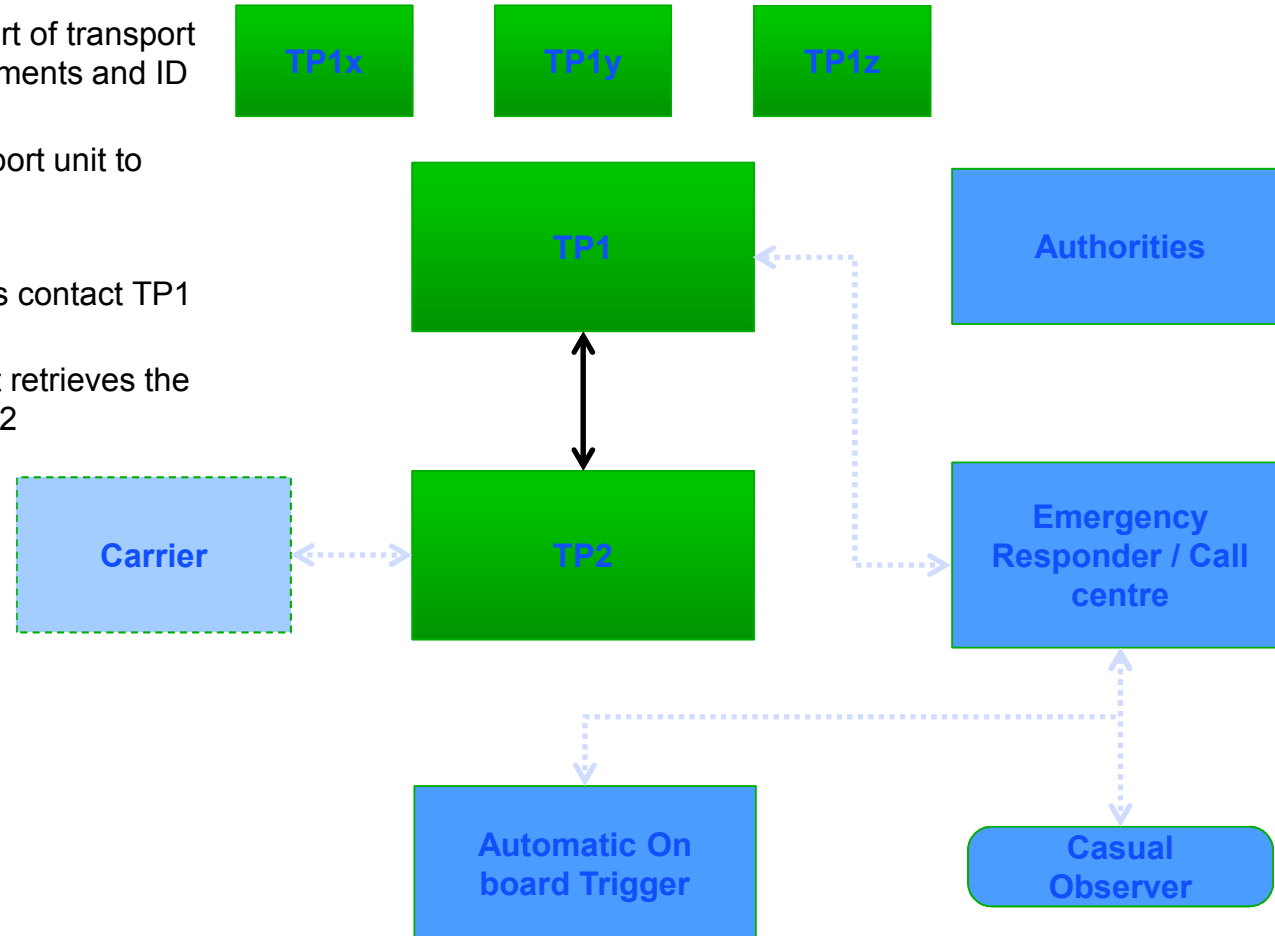 rt of transport
ments and ID
port unit to
s contact TP1
t retrieves the
2
TP1x
TP1y
TP1z
TP1
Authorities
Carrier
TP2
Emergency
Responder / Call
centre
Automatic On
board Trigger
Casual
Observer